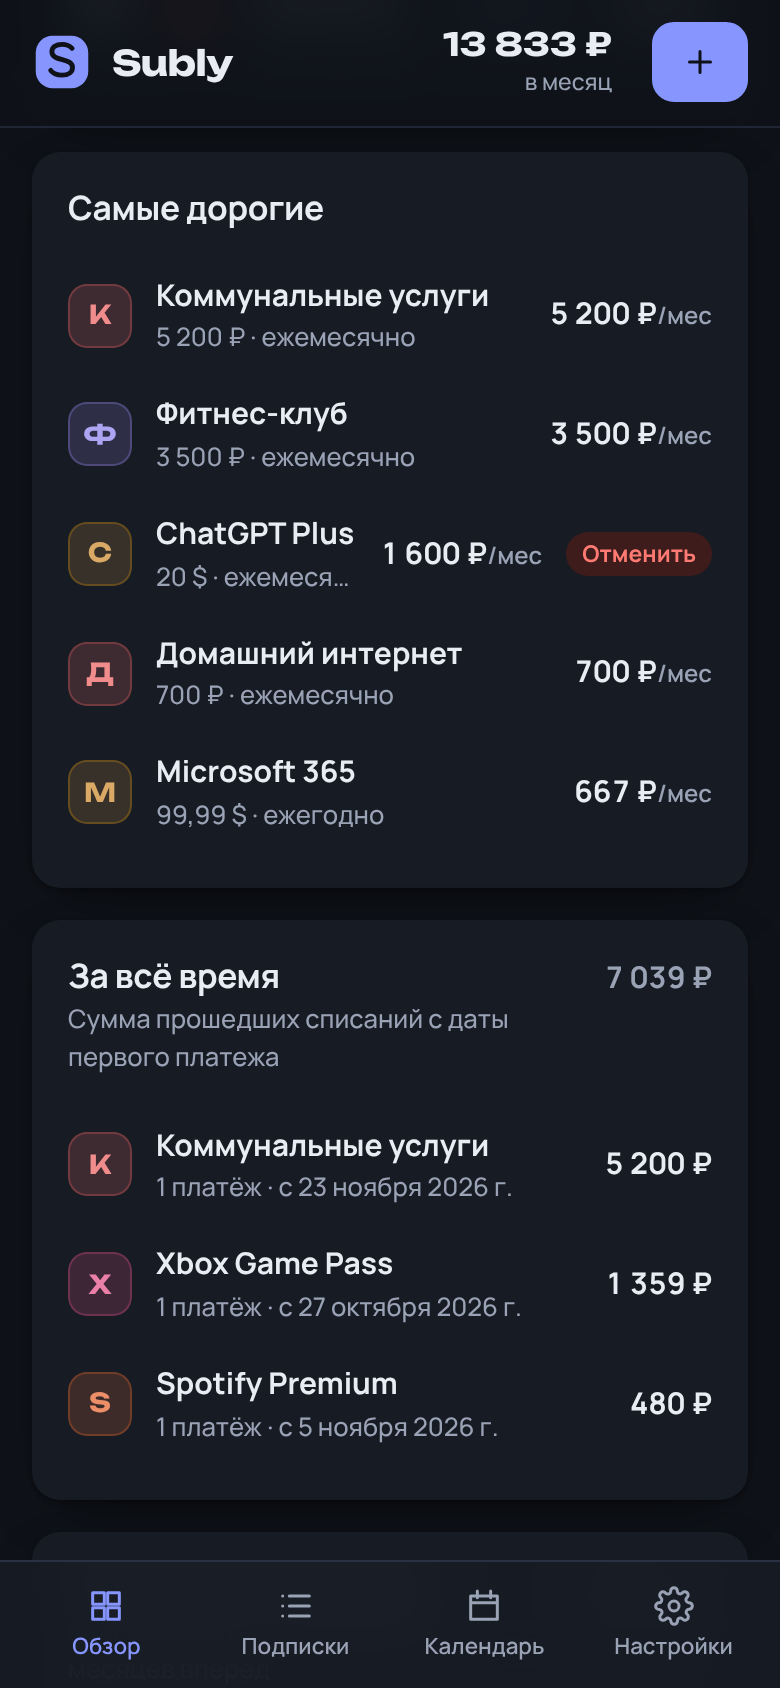 S Subly
13 833 ₽
в месяц
+
Самые дорогие
К
Коммунальные услуги
5 200 ₽ · ежемесячно
5 200 ₽/мес
Ф
Фитнес-клуб
3 500 ₽ · ежемесячно
3 500 ₽/мес
C
ChatGPT Plus
20 $ · ежемеся...
1 600 ₽/мес
Отменить
Д
Домашний интернет
700 ₽ · ежемесячно
700 ₽/мес
M
Microsoft 365
99,99 $ · ежегодно
667 ₽/мес
За всё время
7 039 ₽
Сумма прошедших списаний с даты
первого платежа
К
Коммунальные услуги
1 платёж · с 23 ноября 2026 г.
5 200 ₽
X
Xbox Game Pass
1 платёж · с 27 октября 2026 г.
1 359 ₽
S
Spotify Premium
1 платёж · с 5 ноября 2026 г.
480 ₽
Обзор
Подписки
Календарь
Настройки
месяцев вперёд